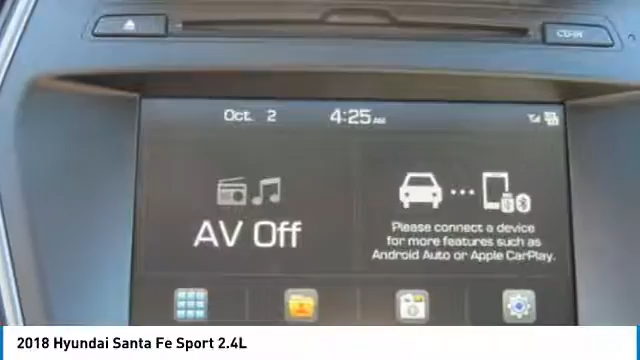 CD-IN
Oct. 2
4:25 AM
AV Off
Please connect a device
for more features such as
Android Auto or Apple CarPlay.
2018 Hyundai Santa Fe Sport 2.4L